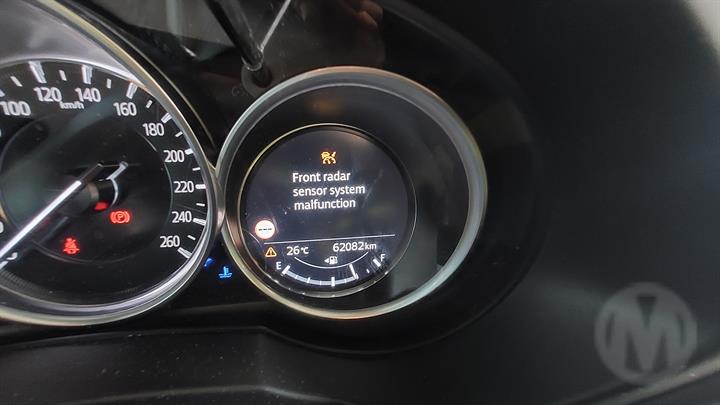 100
120
140
160
180
200
220
240
260
km/h
Front radar
sensor system
malfunction
26°C
62082km
E
F
P
M